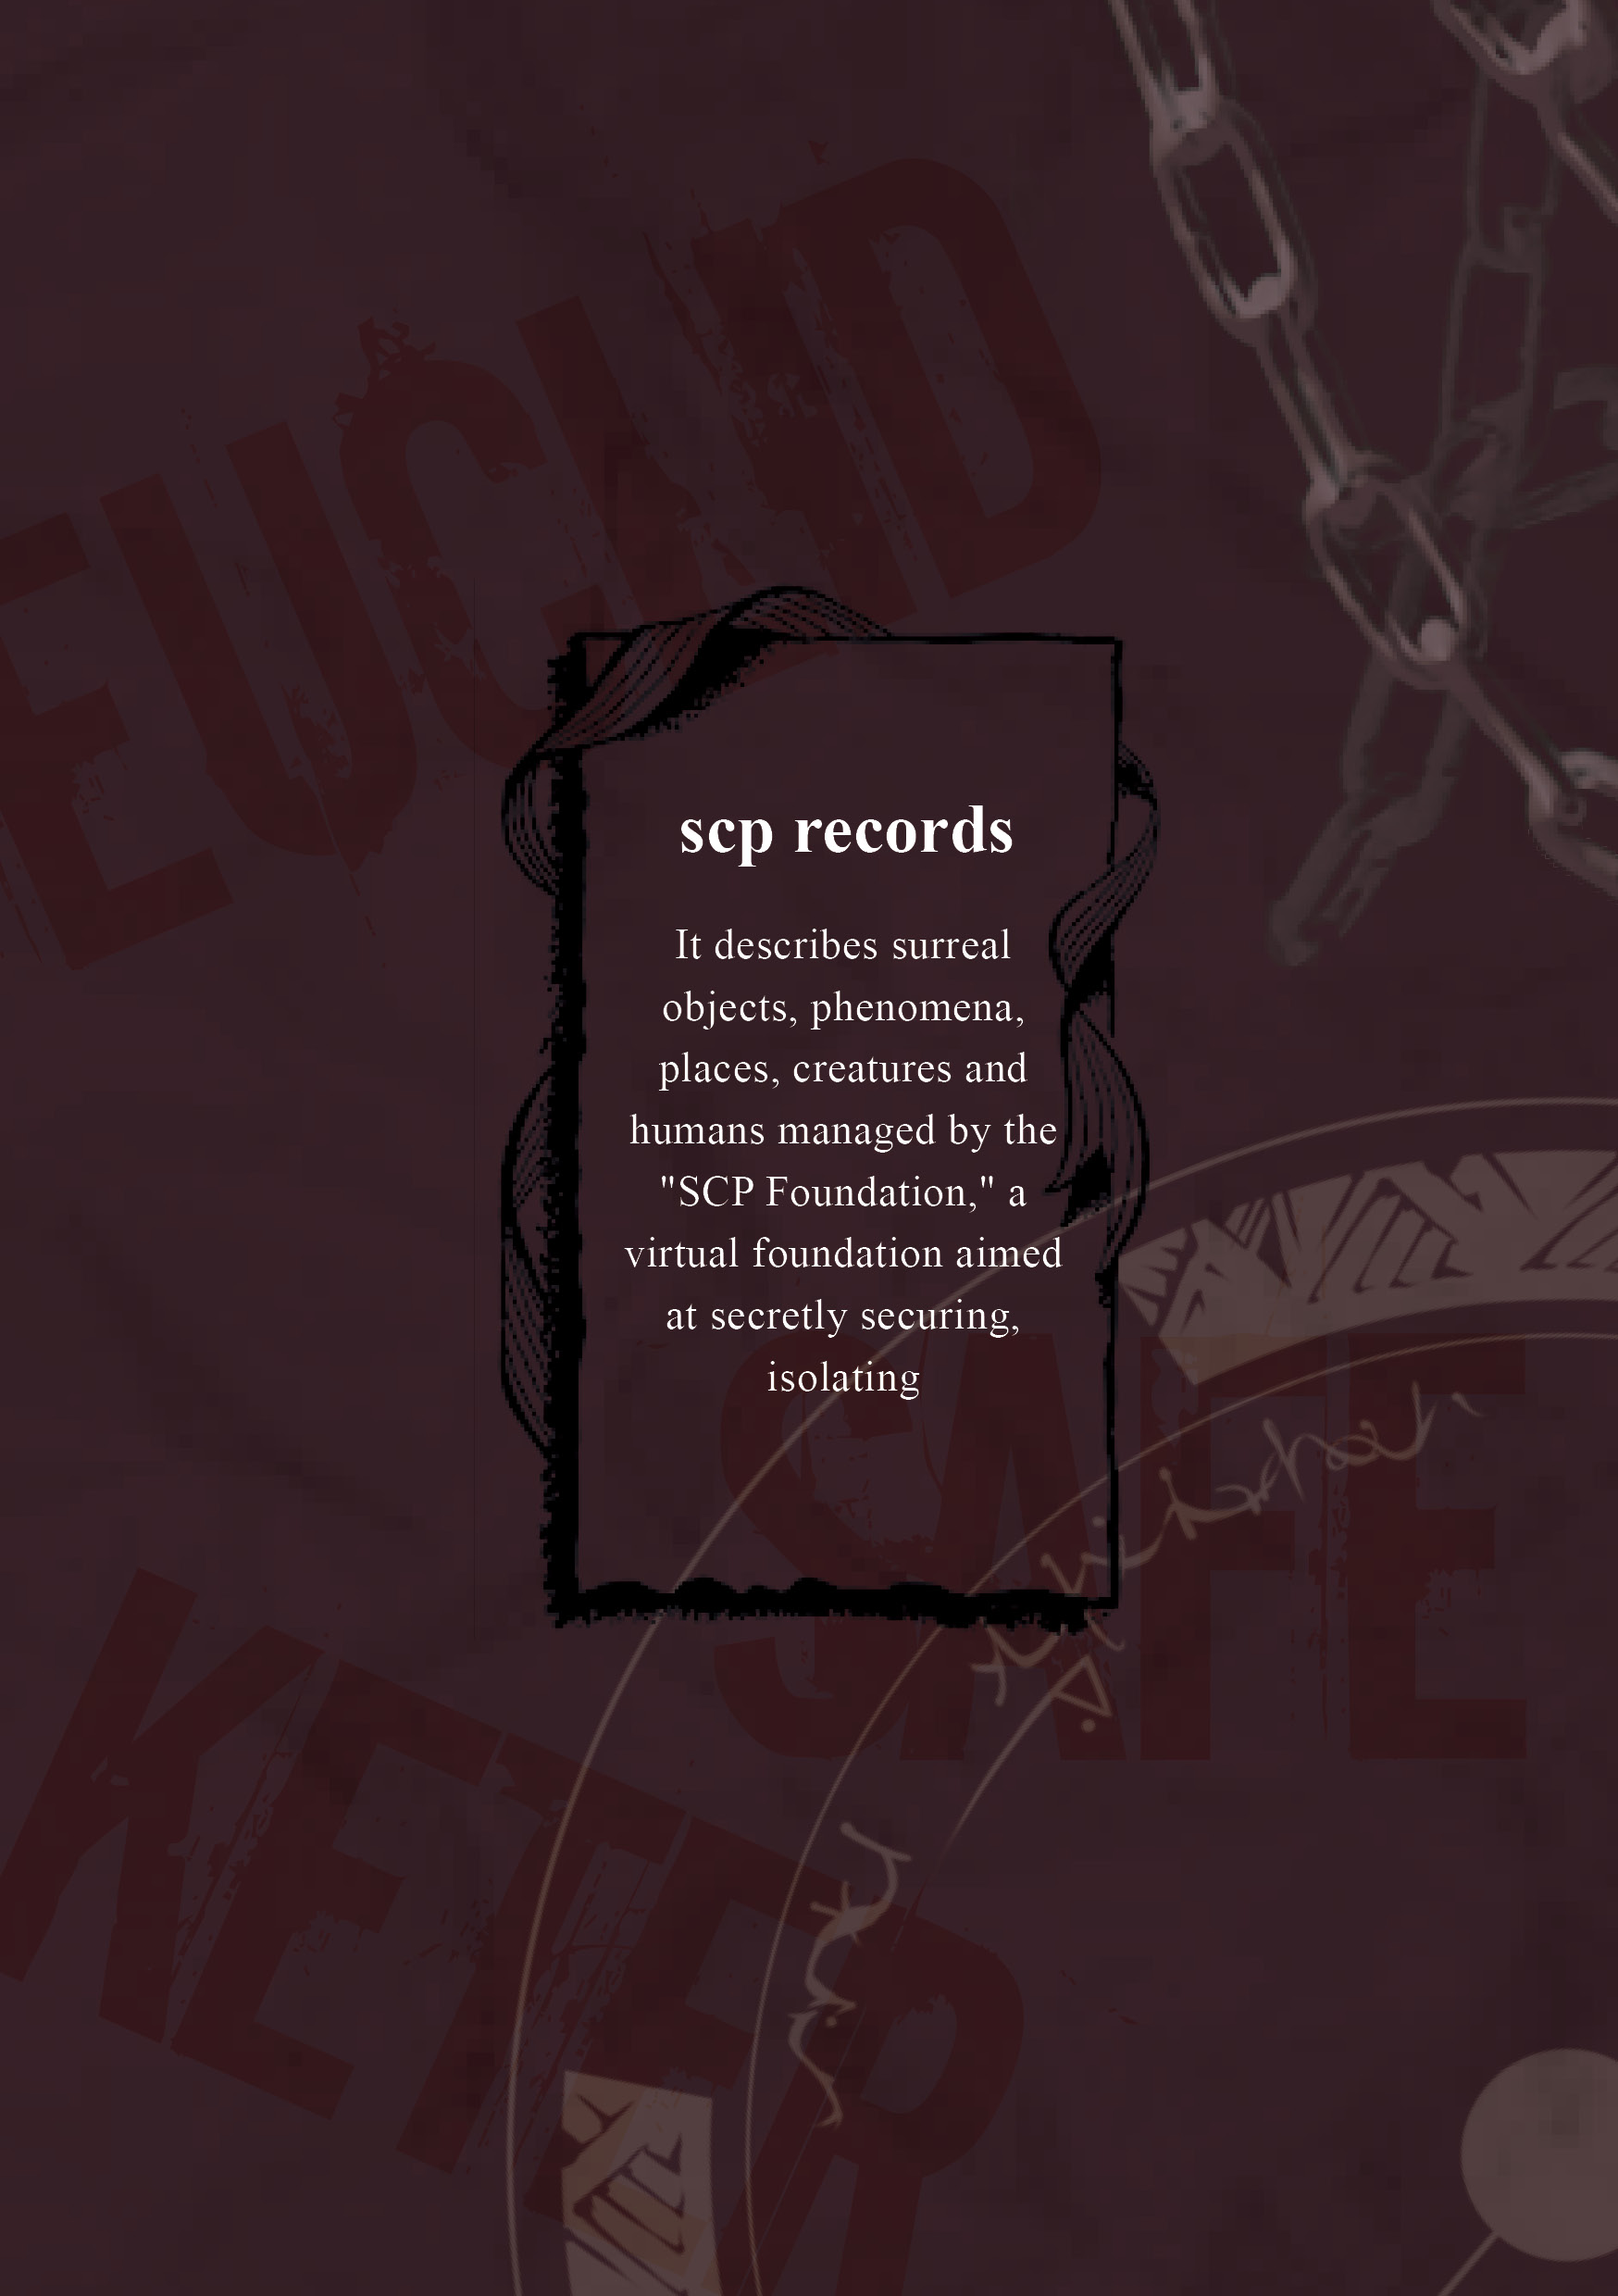 EUCLID
scp records
It describes surreal
objects, phenomena,
places, creatures and
humans managed by the
"SCP Foundation," a
virtual foundation aimed
at secretly securing,
isolating
SAFE
KETER